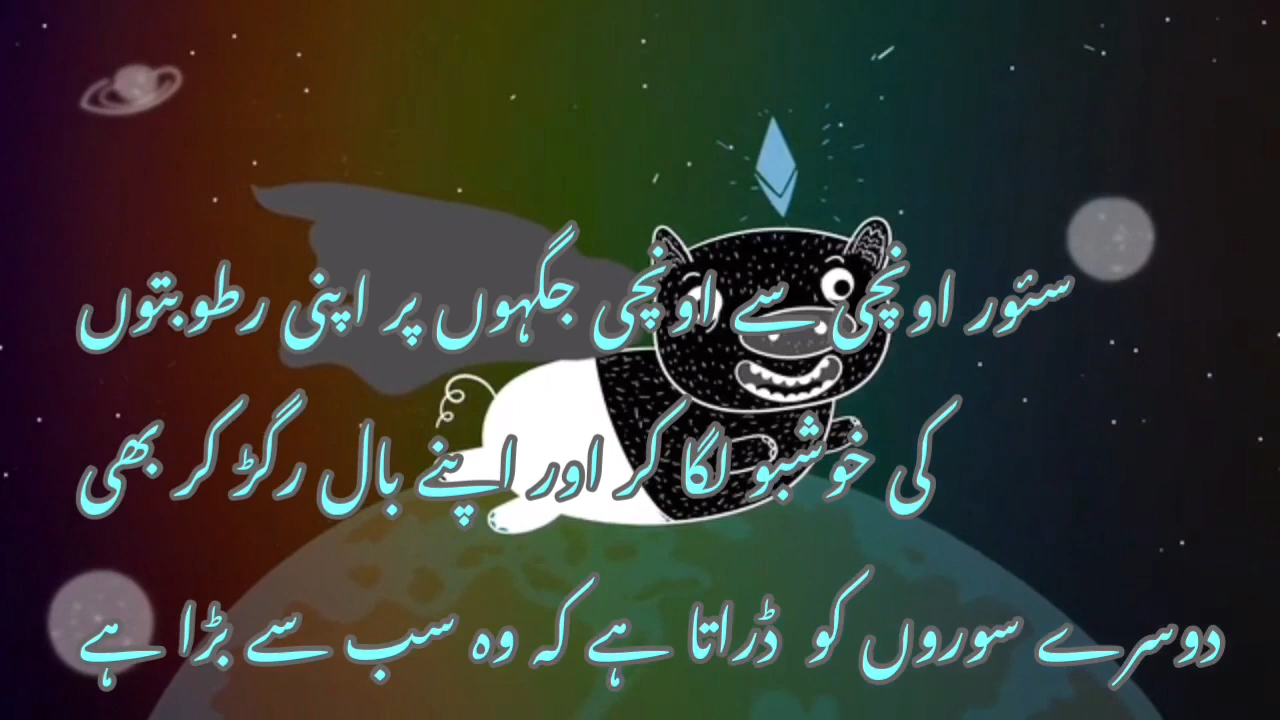 سئور اونچی سے اونچی جگہوں پر اپنی رطوبتوں
کی خوشبو لگا کر اور اپنے بال رگڑ کر بھی
دوسرے سوروں کو ڈراتا ہے کہ وہ سب سے بڑا ہے